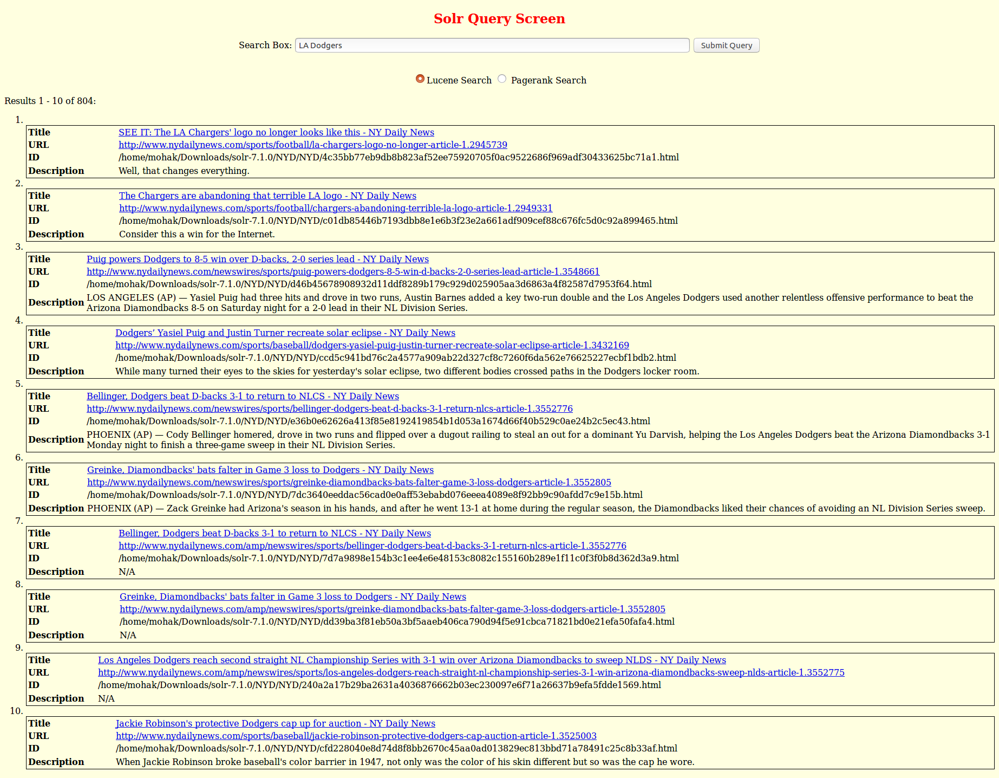 Solr Query Screen
Search Box: LA Dodgers Submit Query
Lucene Search Pagerank Search
Results 1 - 10 of 804:
1.
Title SEE IT: The LA Chargers' logo no longer looks like this - NY Daily News
URL http://www.nydailynews.com/sports/football/la-chargers-logo-no-longer-article-1.2945739
ID /home/mohak/Downloads/solr-7.1.0/NYD/NYD/4c35bb77eb9db8b823af52ee75920705f0ac9522686f969adf30433625bc71a1.html
Description Well, that changes everything.
2.
Title The Chargers are abandoning that terrible LA logo - NY Daily News
URL http://www.nydailynews.com/sports/football/chargers-abandoning-terrible-la-logo-article-1.2949331
ID /home/mohak/Downloads/solr-7.1.0/NYD/NYD/c01db85446b7193dbb8e1e6b3f23e2a661adf909cef88c676fc5d0c92a899465.html
Description Consider this a win for the Internet.
3.
Title Puig powers Dodgers to 8-5 win over D-backs, 2-0 series lead - NY Daily News
URL http://www.nydailynews.com/newswires/sports/puig-powers-dodgers-8-5-win-d-backs-2-0-series-lead-article-1.3548661
ID /home/mohak/Downloads/solr-7.1.0/NYD/NYD/d46b45678908932d11ddf8289b179c929d025905aa3d6863a4f82587d7953f64.html
Description LOS ANGELES (AP) — Yasiel Puig had three hits and drove in two runs, Austin Barnes added a key two-run double and the Los Angeles Dodgers used another relentless offensive performance to beat the
Arizona Diamondbacks 8-5 on Saturday night for a 2-0 lead in their NL Division Series.
4.
Title Dodgers’ Yasiel Puig and Justin Turner recreate solar eclipse - NY Daily News
URL http://www.nydailynews.com/sports/baseball/dodgers-yasiel-puig-justin-turner-recreate-solar-eclipse-article-1.3432169
ID /home/mohak/Downloads/solr-7.1.0/NYD/NYD/ccd5c941bd76c2a4577a909ab22d327cf8c7260f6da562e76625227ecbf1bdb2.html
Description While many turned their eyes to the skies for yesterday's solar eclipse, two different bodies crossed paths in the Dodgers locker room.
5.
Title Bellinger, Dodgers beat D-backs 3-1 to return to NLCS - NY Daily News
URL http://www.nydailynews.com/newswires/sports/bellinger-dodgers-beat-d-backs-3-1-return-nlcs-article-1.3552776
ID /home/mohak/Downloads/solr-7.1.0/NYD/NYD/e36b0e62626a413f85e8192419854b1d053a1674d66f40b529c0ae24b2c5ec43.html
Description PHOENIX (AP) — Cody Bellinger homered, drove in two runs and flipped over a dugout railing to steal an out for a dominant Yu Darvish, helping the Los Angeles Dodgers beat the Arizona Diamondbacks 3-1
Monday night to finish a three-game sweep in their NL Division Series.
6.
Title Greinke, Diamondbacks' bats falter in Game 3 loss to Dodgers - NY Daily News
URL http://www.nydailynews.com/newswires/sports/greinke-diamondbacks-bats-falter-game-3-loss-dodgers-article-1.3552805
ID /home/mohak/Downloads/solr-7.1.0/NYD/NYD/7dc3640eeddac56cad0e0aff53ebabd076eeea4089e8f92bb9c90afdd7c9e15b.html
Description PHOENIX (AP) — Zack Greinke had Arizona's season in his hands, and after he went 13-1 at home during the regular season, the Diamondbacks liked their chances of avoiding an NL Division Series sweep.
7.
Title Bellinger, Dodgers beat D-backs 3-1 to return to NLCS - NY Daily News
URL http://www.nydailynews.com/amp/newswires/sports/bellinger-dodgers-beat-d-backs-3-1-return-nlcs-article-1.3552776
ID /home/mohak/Downloads/solr-7.1.0/NYD/NYD/7d7a9898e154b3c1ee4e6e48153c8082c155160b289e1f11c0f3f0b8d362d3a9.html
Description N/A
8.
Title Greinke, Diamondbacks' bats falter in Game 3 loss to Dodgers - NY Daily News
URL http://www.nydailynews.com/amp/newswires/sports/greinke-diamondbacks-bats-falter-game-3-loss-dodgers-article-1.3552805
ID /home/mohak/Downloads/solr-7.1.0/NYD/NYD/dd39ba3f81eb50a3bf5aaeb406ca790d94f5e91cbca71821bd0e21efa50fafa4.html
Description N/A
9.
Title Los Angeles Dodgers reach second straight NL Championship Series with 3-1 win over Arizona Diamondbacks to sweep NLDS - NY Daily News
URL http://www.nydailynews.com/amp/newswires/sports/los-angeles-dodgers-reach-straight-nl-championship-series-3-1-win-arizona-diamondbacks-sweep-nlds-article-1.3552775
ID /home/mohak/Downloads/solr-7.1.0/NYD/NYD/240a2a17b29ba2631a4036876662b03ec230097e6f71a26637b9efa5fdde1569.html
Description N/A
10.
Title Jackie Robinson's protective Dodgers cap up for auction - NY Daily News
URL http://www.nydailynews.com/sports/baseball/jackie-robinson-protective-dodgers-cap-auction-article-1.3525003
ID /home/mohak/Downloads/solr-7.1.0/NYD/NYD/cfd228040e8d74d8f8bb2670c45aa0ad013829ec813bbd71a78491c25c8b33af.html
Description When Jackie Robinson broke baseball's color barrier in 1947, not only was the color of his skin different but so was the cap he wore.